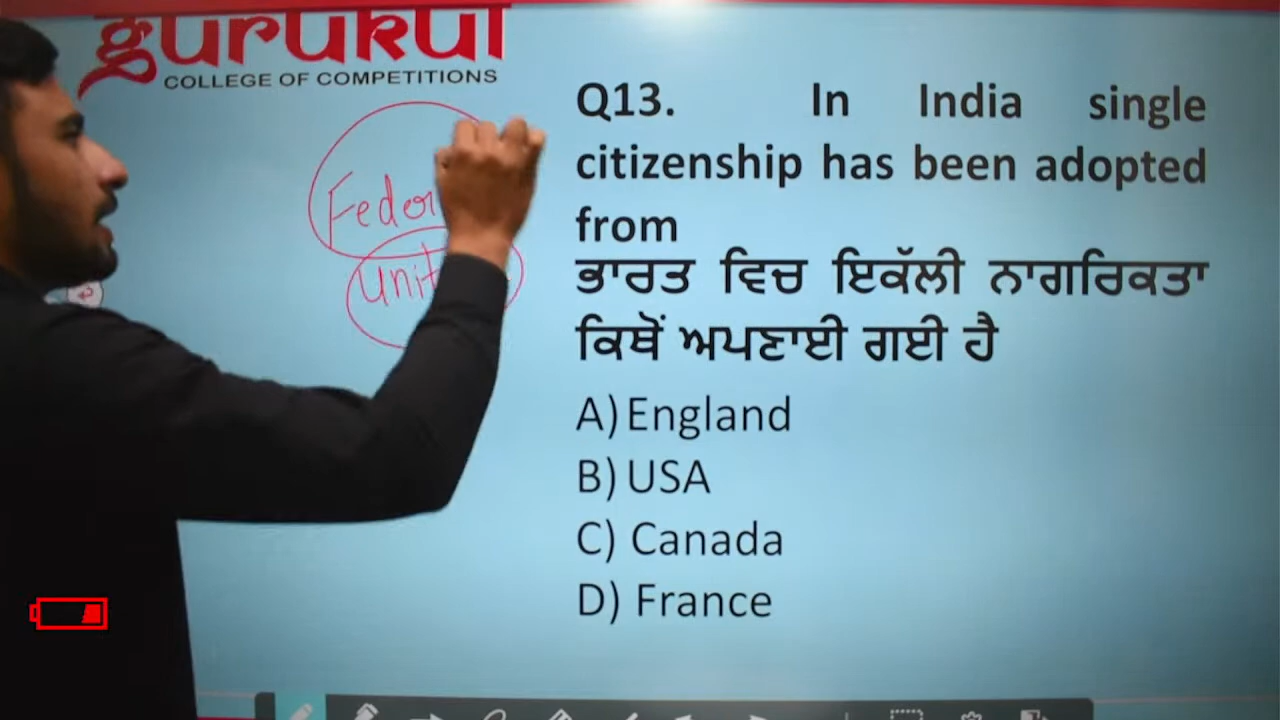 gurukul
COLLEGE OF COMPETITIONS
Q13. In India single
citizenship has been adopted
from
ਭਾਰਤ ਵਿਚ ਇਕੱਲੀ ਨਾਗਰਿਕਤਾ
ਕਿਥੋਂ ਅਪਣਾਈ ਗਈ ਹੈ
A) England
B) USA
C) Canada
D) France